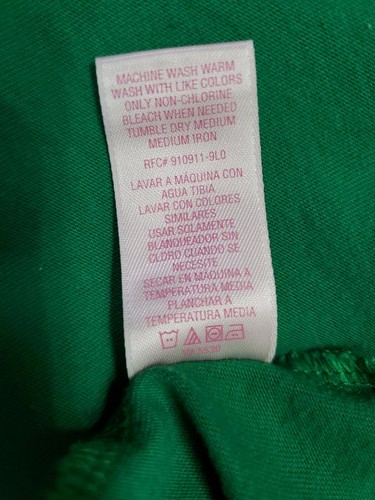 MACHINE WASH WARM
WASH WITH LIKE COLORS
ONLY NON-CHLORINE
BLEACH WHEN NEEDED
TUMBLE DRY MEDIUM
MEDIUM IRON
RFC# 910911-9L0
LAVAR A MÁQUINA CON
AGUA TIBIA
LAVAR CON COLORES
SIMILARES
USAR SOLAMENTE
BLANQUEADOR SIN
CLORO CUANDO SE
NECESITE
SECAR EN MÁQUINA A
TEMPERATURA MEDIA
PLANCHAR A
TEMPERATURA MEDIA